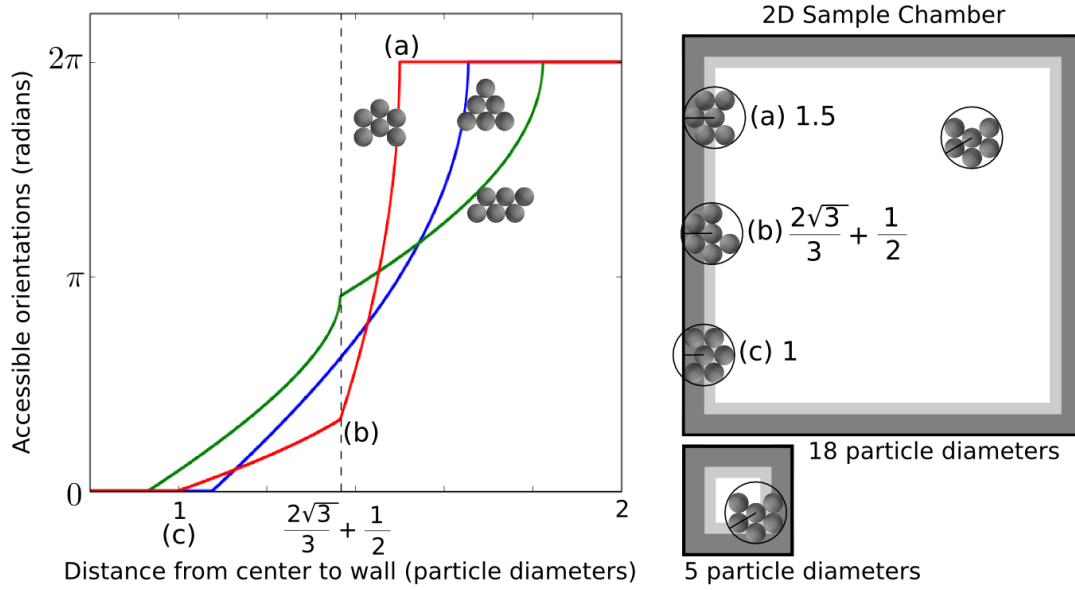 2D Sample Chamber
2π
(a)
(a) 1.5
(b) 2√3/3 + 1/2
π
(b)
(c) 1
0
1
(c)
2√3/3 + 1/2
2
18 particle diameters
Accessible orientations (radians)
Distance from center to wall (particle diameters)
5 particle diameters